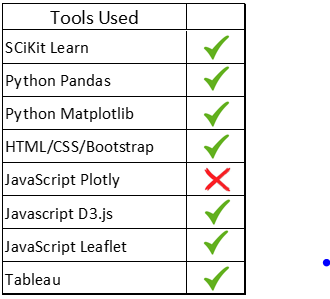 Tools Used
SCiKit Learn
Python Pandas
Python Matplotlib
HTML/CSS/Bootstrap
JavaScript Plotly
Javascript D3.js
JavaScript Leaflet
Tableau